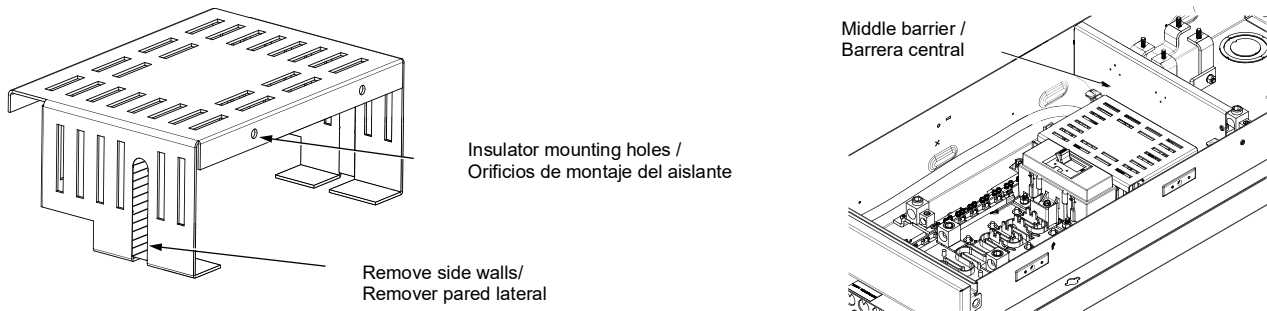 Middle barrier /
Barrera central
Insulator mounting holes /
Orificios de montaje del aislante
Remove side walls/
Remover pared lateral